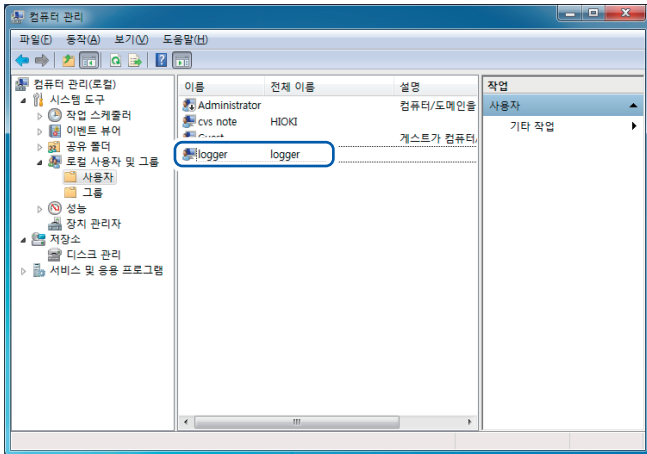 컴퓨터 관리
파일(F) 동작(A) 보기(V) 도움말(H)
컴퓨터 관리(로컬)
시스템 도구
작업 스케줄러
이벤트 뷰어
공유 폴더
로컬 사용자 및 그룹
사용자
그룹
성능
장치 관리자
저장소
디스크 관리
서비스 및 응용 프로그램
이름 전체 이름 설명
Administrator 컴퓨터/도메인을
cvs note HIOKI
Guest 게스트가 컴퓨터/
logger logger
작업
사용자
기타 작업